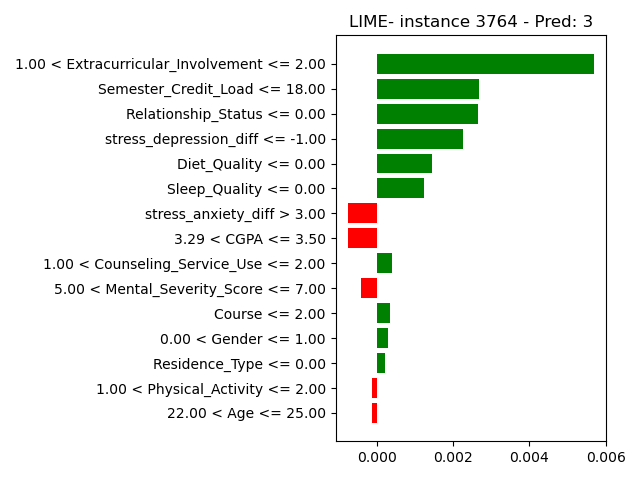 LIME- instance 3764 - Pred: 3
1.00 < Extracurricular_Involvement <= 2.00
Semester_Credit_Load <= 18.00
Relationship_Status <= 0.00
stress_depression_diff <= -1.00
Diet_Quality <= 0.00
Sleep_Quality <= 0.00
stress_anxiety_diff > 3.00
3.29 < CGPA <= 3.50
1.00 < Counseling_Service_Use <= 2.00
5.00 < Mental_Severity_Score <= 7.00
Course <= 2.00
0.00 < Gender <= 1.00
Residence_Type <= 0.00
1.00 < Physical_Activity <= 2.00
22.00 < Age <= 25.00
0.000 0.002 0.004 0.006